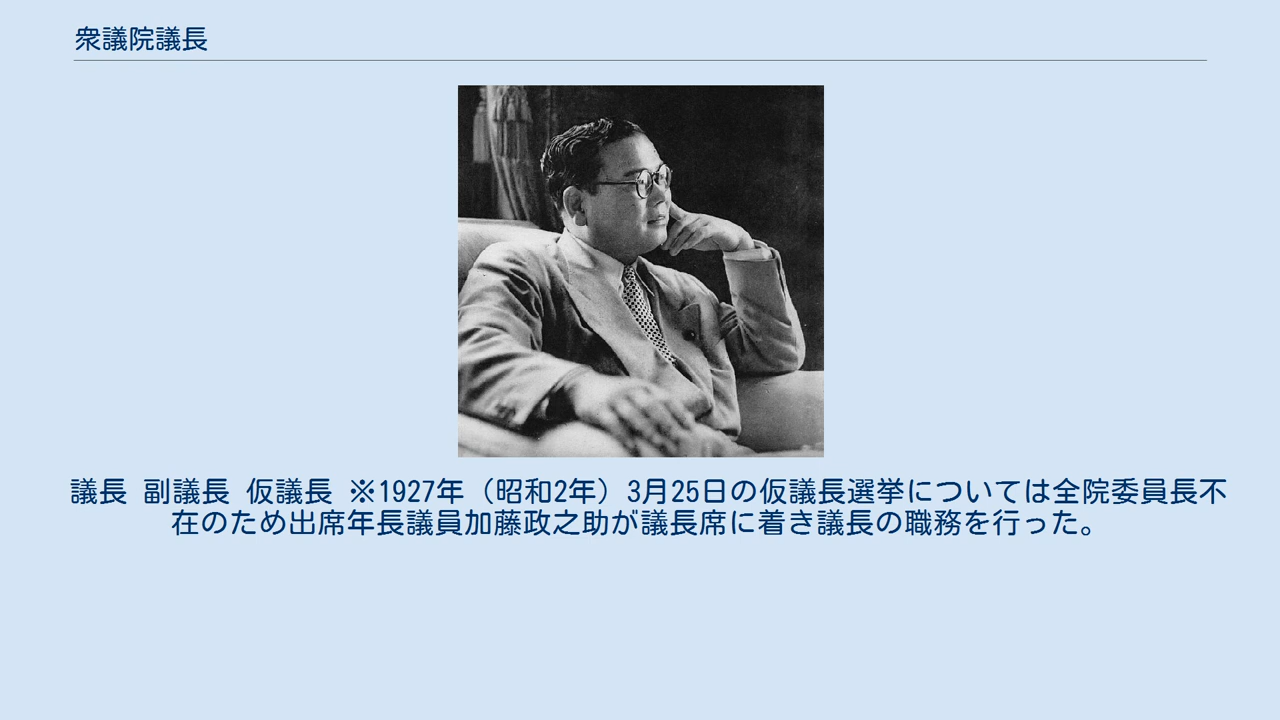 衆議院議長
議長 副議長 仮議長 ※1927年（昭和2年）3月25日の仮議長選挙については全院委員長不
在のため出席年長議員加藤政之助が議長席に着き議長の職務を行った。